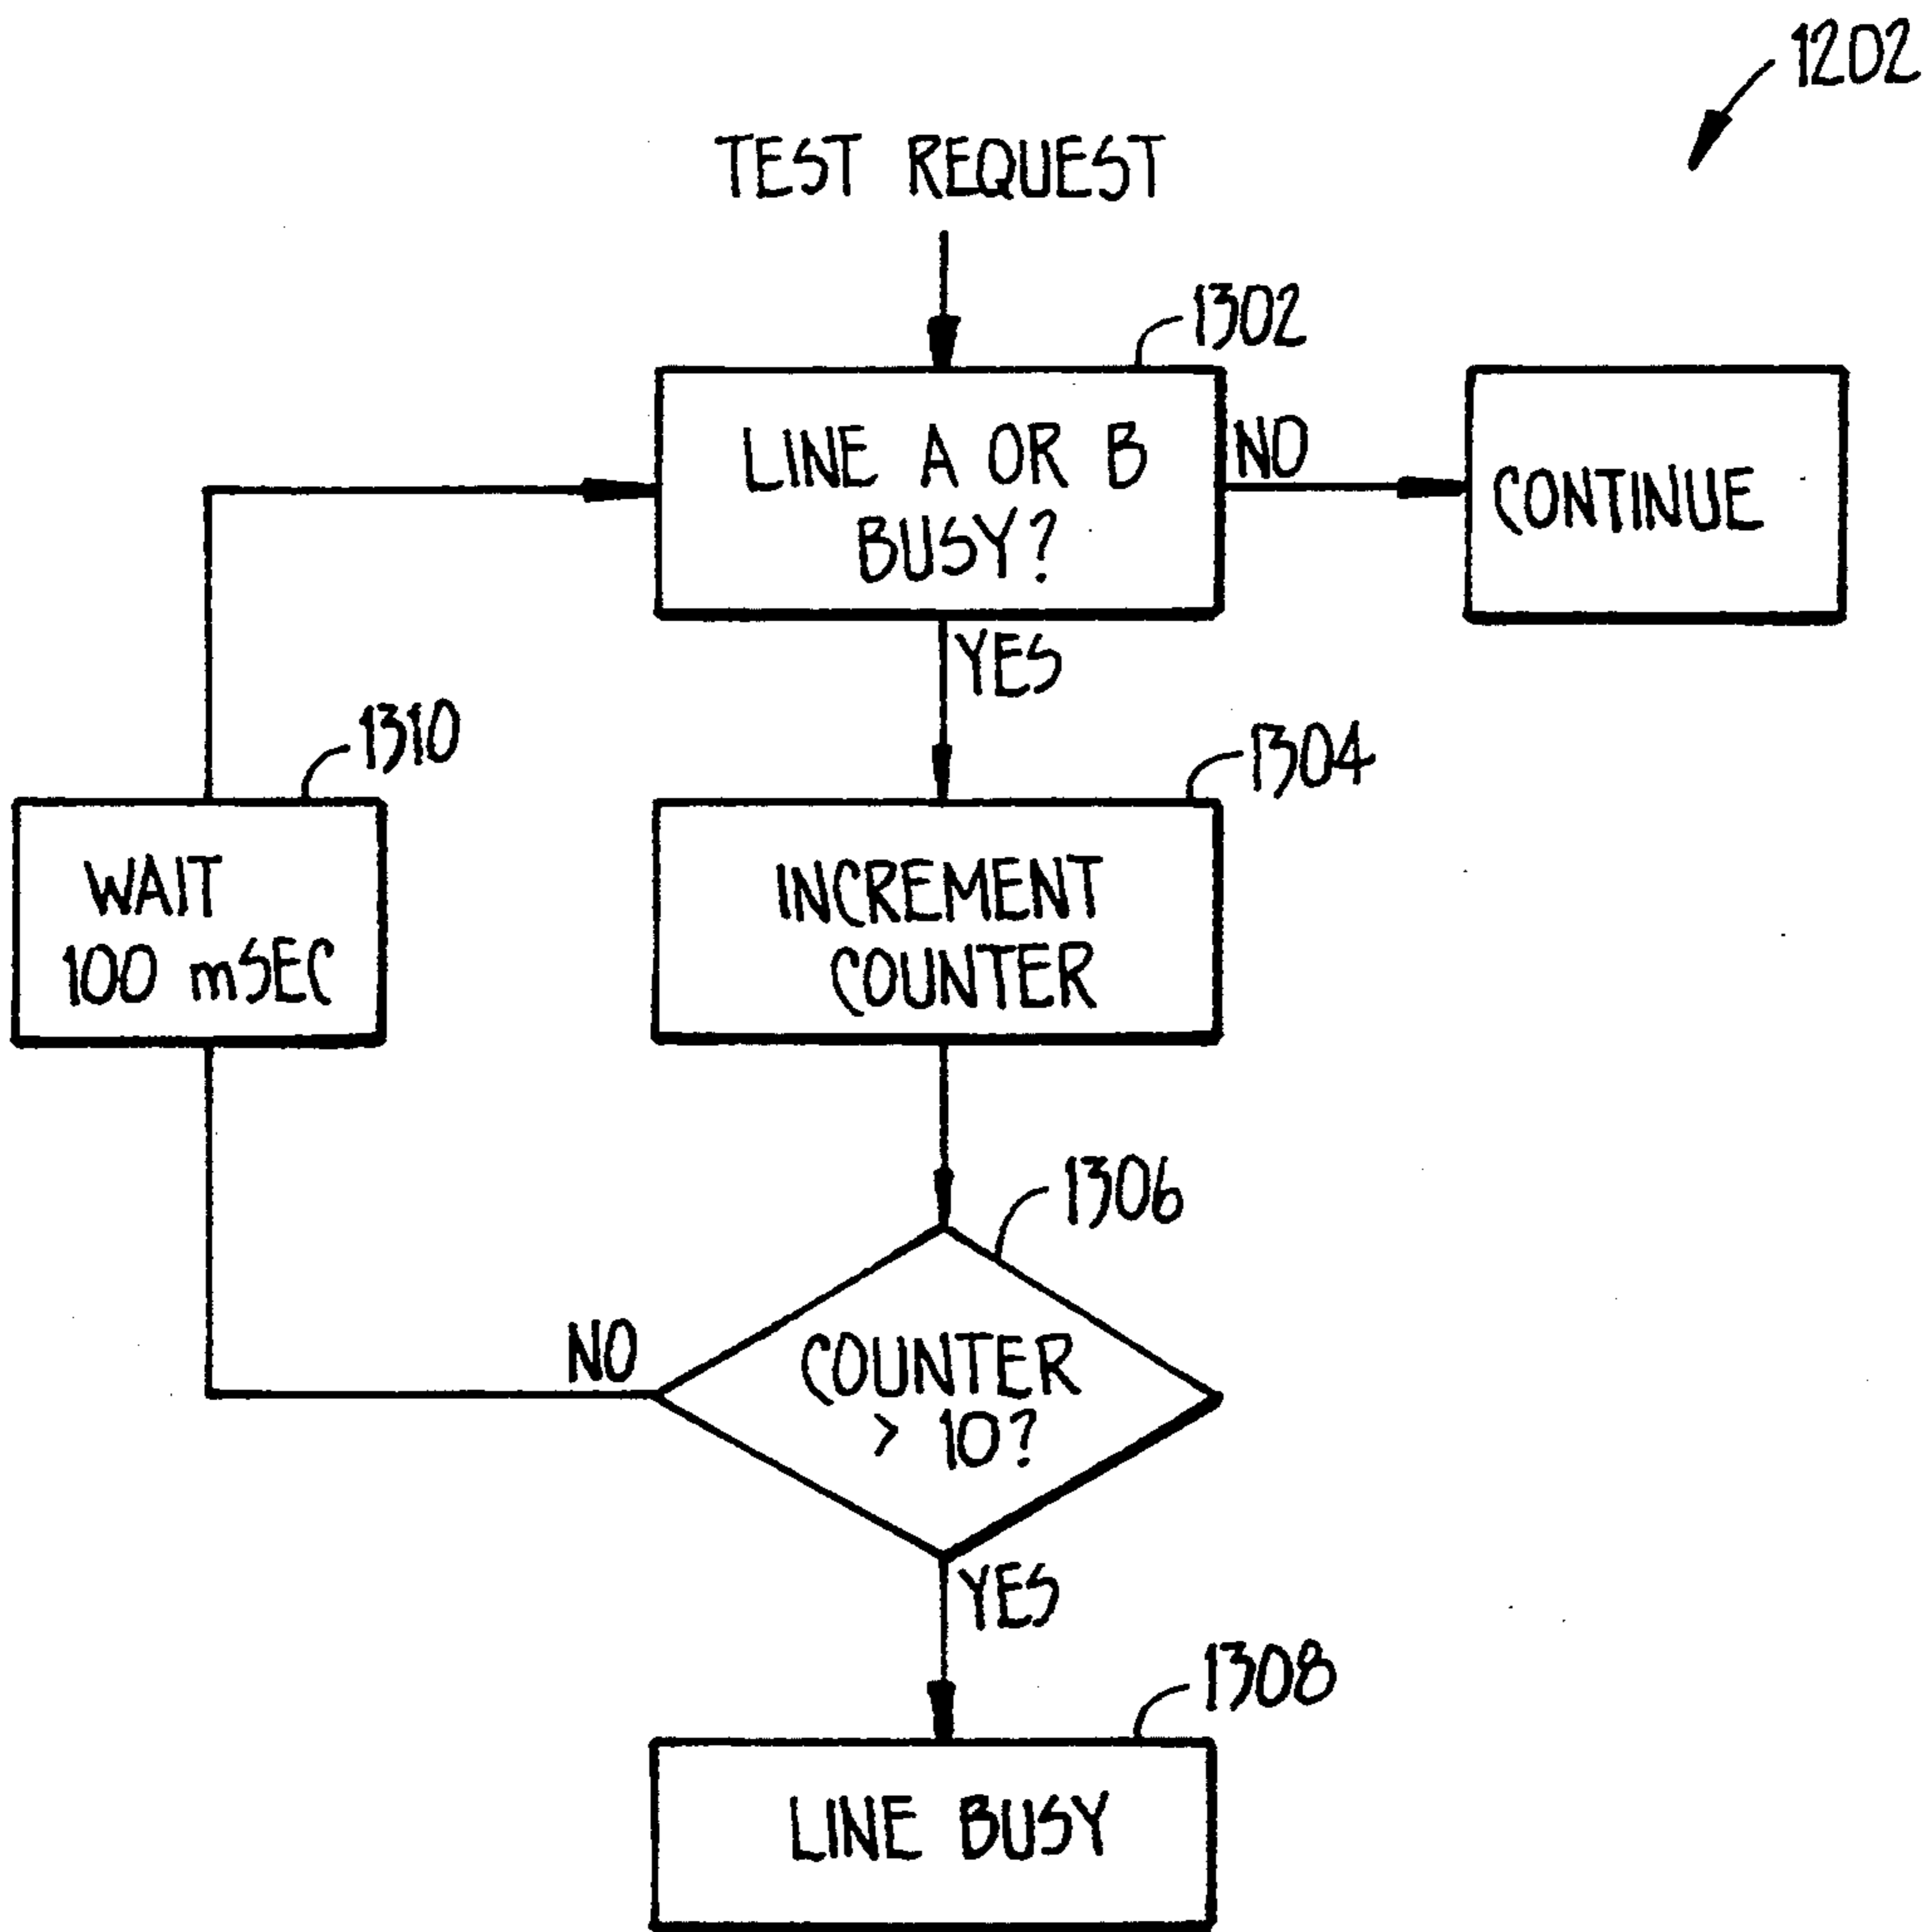 1202
TEST REQUEST
1302
LINE A OR B
BUSY?
NO
CONTINUE
YES
1310
1304
WAIT
100 mSEC
INCREMENT
COUNTER
1306
NO
COUNTER
> 10?
YES
1308
LINE BUSY